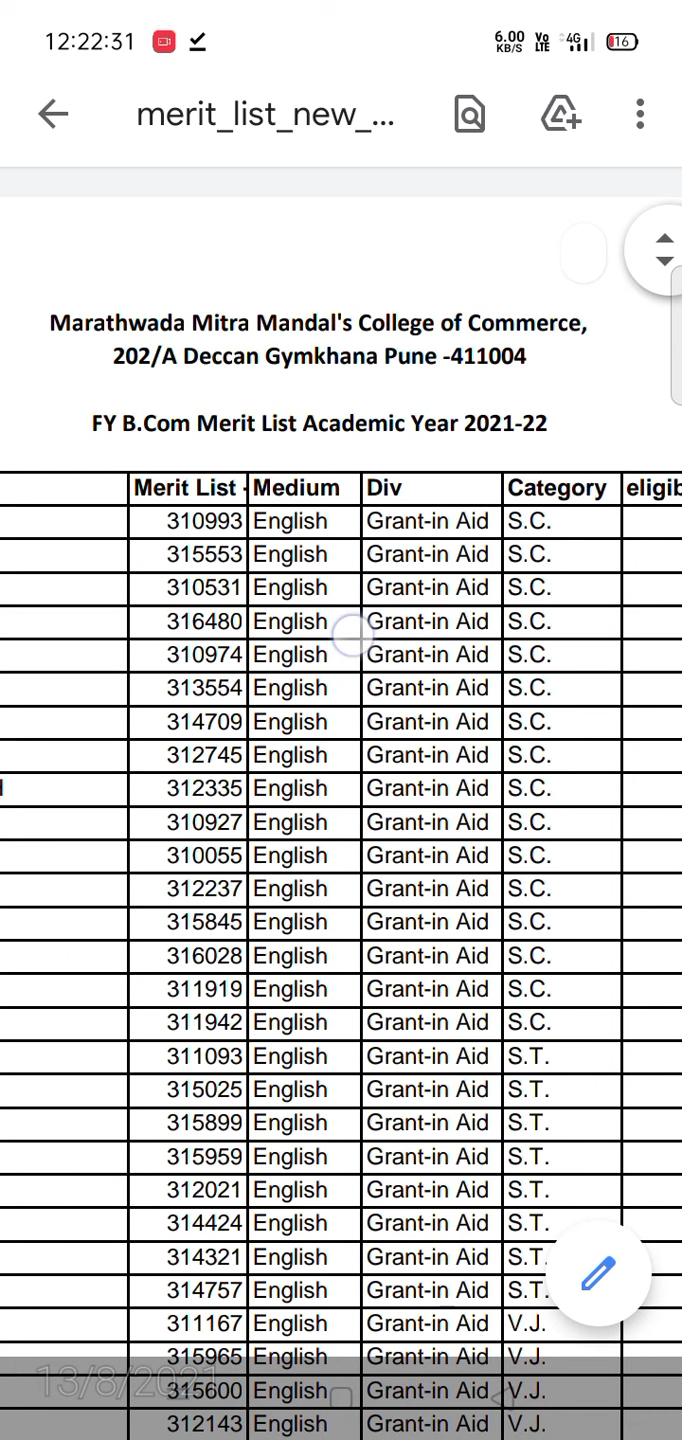 12:22:31 6.00 KB/S Vo LTE 4G 16
merit_list_new_...
Marathwada Mitra Mandal's College of Commerce,
202/A Deccan Gymkhana Pune -411004
FY B.Com Merit List Academic Year 2021-22
Merit List - Medium Div Category eligib
310993 English Grant-in Aid S.C.
315553 English Grant-in Aid S.C.
310531 English Grant-in Aid S.C.
316480 English Grant-in Aid S.C.
310974 English Grant-in Aid S.C.
313554 English Grant-in Aid S.C.
314709 English Grant-in Aid S.C.
312745 English Grant-in Aid S.C.
312335 English Grant-in Aid S.C.
310927 English Grant-in Aid S.C.
310055 English Grant-in Aid S.C.
312237 English Grant-in Aid S.C.
315845 English Grant-in Aid S.C.
316028 English Grant-in Aid S.C.
311919 English Grant-in Aid S.C.
311942 English Grant-in Aid S.C.
311093 English Grant-in Aid S.T.
315025 English Grant-in Aid S.T.
315899 English Grant-in Aid S.T.
315959 English Grant-in Aid S.T.
312021 English Grant-in Aid S.T.
314424 English Grant-in Aid S.T.
314321 English Grant-in Aid S.T.
314757 English Grant-in Aid S.T.
311167 English Grant-in Aid V.J.
315965 English Grant-in Aid V.J.
13/8/2021
315600 English Grant-in Aid V.J.
312143 English Grant-in Aid V.J.